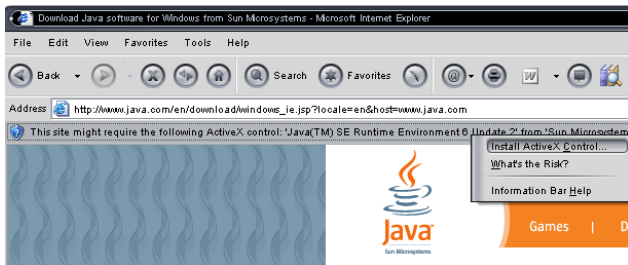 Download Java software for Windows from Sun Microsystems - Microsoft Internet Explorer
File Edit View Favorites Tools Help
Back Search Favorites
Address http://www.java.com/en/download/windows_ie.jsp?locale=en&host=www.java.com
This site might require the following ActiveX control: 'Java(TM) SE Runtime Environment 6 Update 2' from 'Sun Microsystem
Install ActiveX Control...
What's the Risk?
Information Bar Help
Java
Sun Microsystems
Games | D